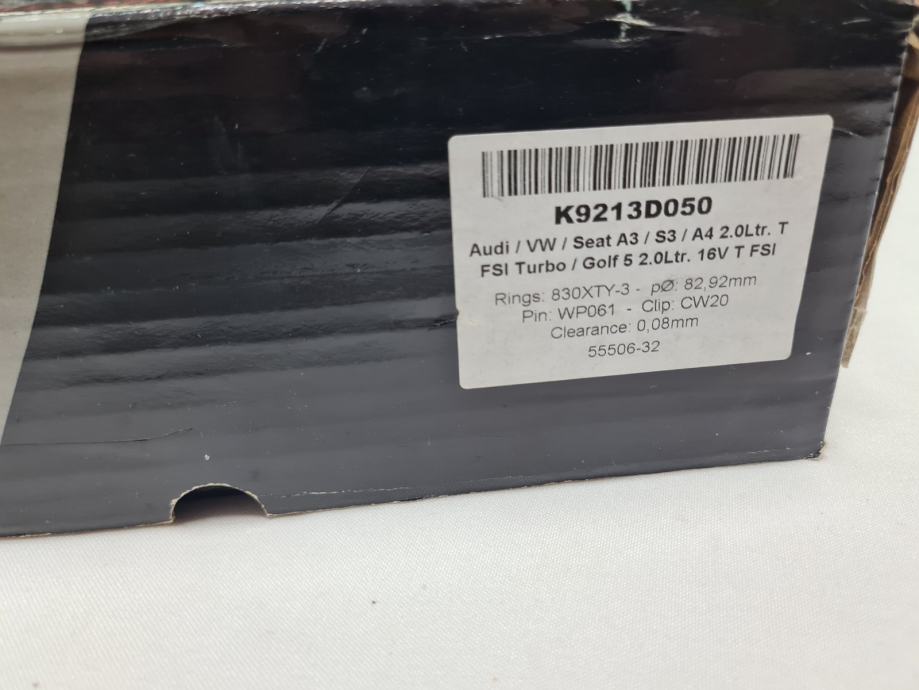 K9213D050
Audi / VW / Seat A3 / S3 / A4 2.0Ltr. T
FSI Turbo / Golf 5 2.0Ltr. 16V T FSI
Rings: 830XTY-3 - pØ: 82,92mm
Pin: WP061 - Clip: CW20
Clearance: 0,08mm
55506-32